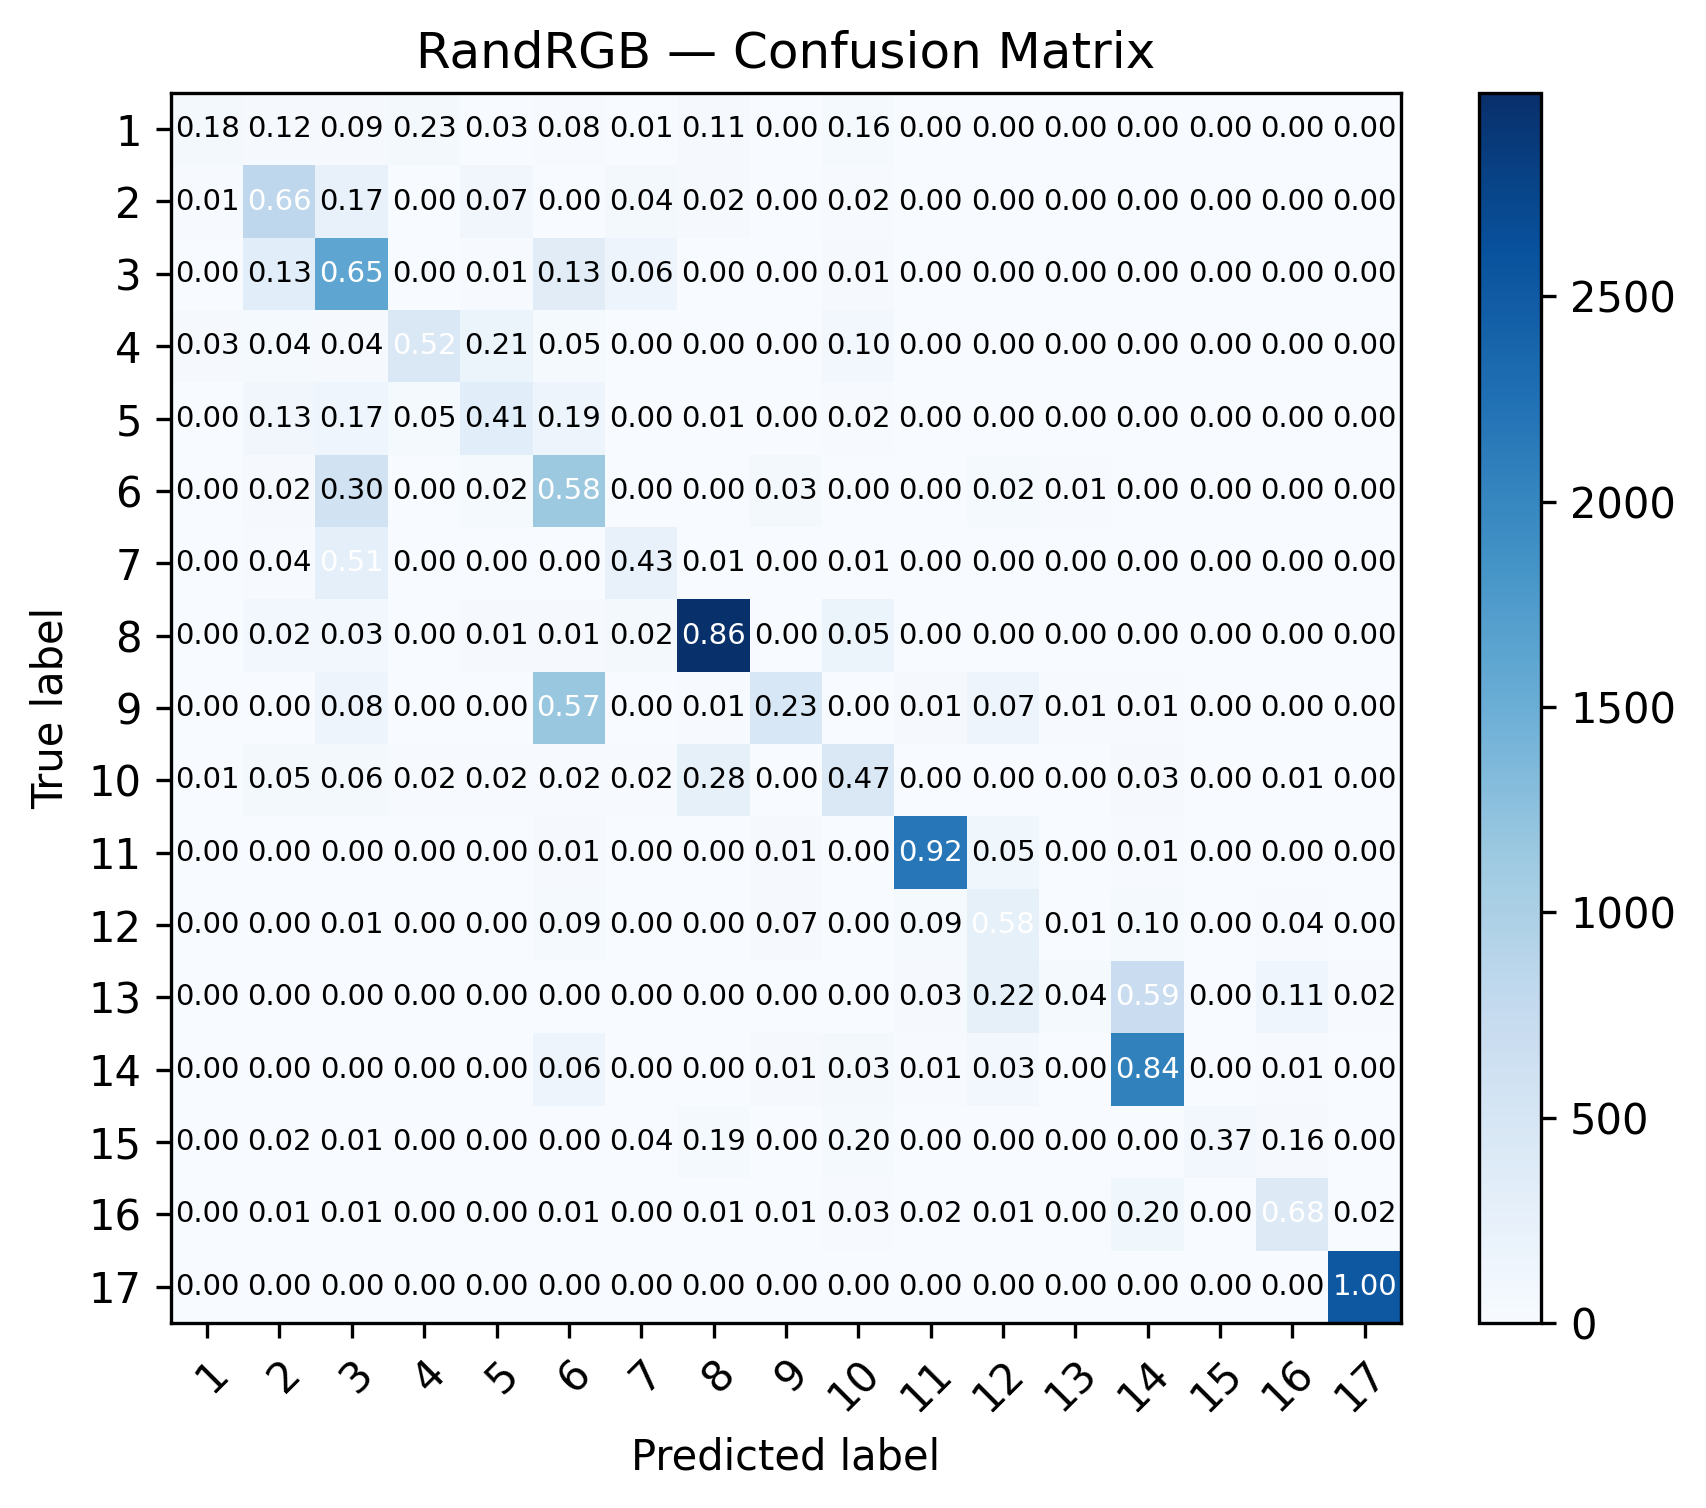 RandRGB — Confusion Matrix
1 0.18 0.12 0.09 0.23 0.03 0.08 0.01 0.11 0.00 0.16 0.00 0.00 0.00 0.00 0.00 0.00 0.00
2 0.01 0.66 0.17 0.00 0.07 0.00 0.04 0.02 0.00 0.02 0.00 0.00 0.00 0.00 0.00 0.00 0.00
3 0.00 0.13 0.65 0.00 0.01 0.13 0.06 0.00 0.00 0.01 0.00 0.00 0.00 0.00 0.00 0.00 0.00
4 0.03 0.04 0.04 0.52 0.21 0.05 0.00 0.00 0.00 0.10 0.00 0.00 0.00 0.00 0.00 0.00 0.00
5 0.00 0.13 0.17 0.05 0.41 0.19 0.00 0.01 0.00 0.02 0.00 0.00 0.00 0.00 0.00 0.00 0.00
6 0.00 0.02 0.30 0.00 0.02 0.58 0.00 0.00 0.03 0.00 0.00 0.02 0.01 0.00 0.00 0.00 0.00
7 0.00 0.04 0.51 0.00 0.00 0.00 0.43 0.01 0.00 0.01 0.00 0.00 0.00 0.00 0.00 0.00 0.00
8 0.00 0.02 0.03 0.00 0.01 0.01 0.02 0.86 0.00 0.05 0.00 0.00 0.00 0.00 0.00 0.00 0.00
9 0.00 0.00 0.08 0.00 0.00 0.57 0.00 0.01 0.23 0.00 0.01 0.07 0.01 0.01 0.00 0.00 0.00
10 0.01 0.05 0.06 0.02 0.02 0.02 0.02 0.28 0.00 0.47 0.00 0.00 0.00 0.03 0.00 0.01 0.00
11 0.00 0.00 0.00 0.00 0.00 0.01 0.00 0.00 0.01 0.00 0.92 0.05 0.00 0.01 0.00 0.00 0.00
12 0.00 0.00 0.01 0.00 0.00 0.09 0.00 0.00 0.07 0.00 0.09 0.58 0.01 0.10 0.00 0.04 0.00
13 0.00 0.00 0.00 0.00 0.00 0.00 0.00 0.00 0.00 0.00 0.03 0.22 0.04 0.59 0.00 0.11 0.02
14 0.00 0.00 0.00 0.00 0.00 0.06 0.00 0.00 0.01 0.03 0.01 0.03 0.00 0.84 0.00 0.01 0.00
15 0.00 0.02 0.01 0.00 0.00 0.00 0.04 0.19 0.00 0.20 0.00 0.00 0.00 0.00 0.37 0.16 0.00
16 0.00 0.01 0.01 0.00 0.00 0.01 0.00 0.01 0.01 0.03 0.02 0.01 0.00 0.20 0.00 0.68 0.02
17 0.00 0.00 0.00 0.00 0.00 0.00 0.00 0.00 0.00 0.00 0.00 0.00 0.00 0.00 0.00 0.00 1.00
1 2 3 4 5 6 7 8 9 10 11 12 13 14 15 16 17
Predicted label
True label
2500
2000
1500
1000
500
0